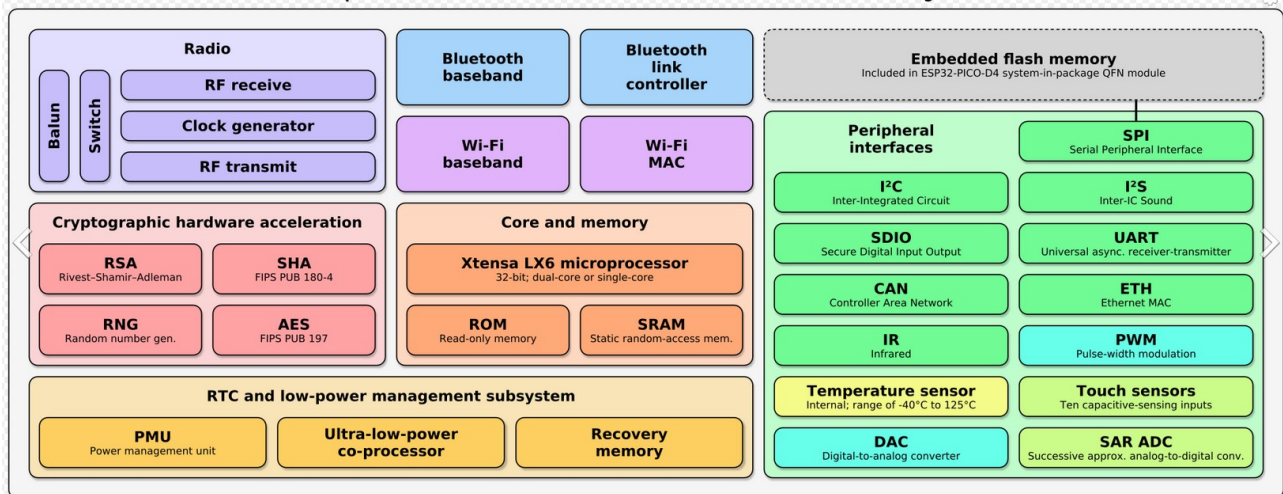 Radio
Balun
Switch
RF receive
Clock generator
RF transmit
Bluetooth
baseband
Bluetooth
link
controller
Wi-Fi
baseband
Wi-Fi
MAC
Embedded flash memory
Included in ESP32-PICO-D4 system-in-package QFN module
Cryptographic hardware acceleration
RSA
Rivest–Shamir–Adleman
SHA
FIPS PUB 180-4
RNG
Random number gen.
AES
FIPS PUB 197
Core and memory
Xtensa LX6 microprocessor
32-bit; dual-core or single-core
ROM
Read-only memory
SRAM
Static random-access mem.
RTC and low-power management subsystem
PMU
Power management unit
Ultra-low-power
co-processor
Recovery
memory
Peripheral
interfaces
SPI
Serial Peripheral Interface
I²C
Inter-Integrated Circuit
I²S
Inter-IC Sound
SDIO
Secure Digital Input Output
UART
Universal async. receiver-transmitter
CAN
Controller Area Network
ETH
Ethernet MAC
IR
Infrared
PWM
Pulse-width modulation
Temperature sensor
Internal; range of -40°C to 125°C
Touch sensors
Ten capacitive-sensing inputs
DAC
Digital-to-analog converter
SAR ADC
Successive approx. analog-to-digital conv.